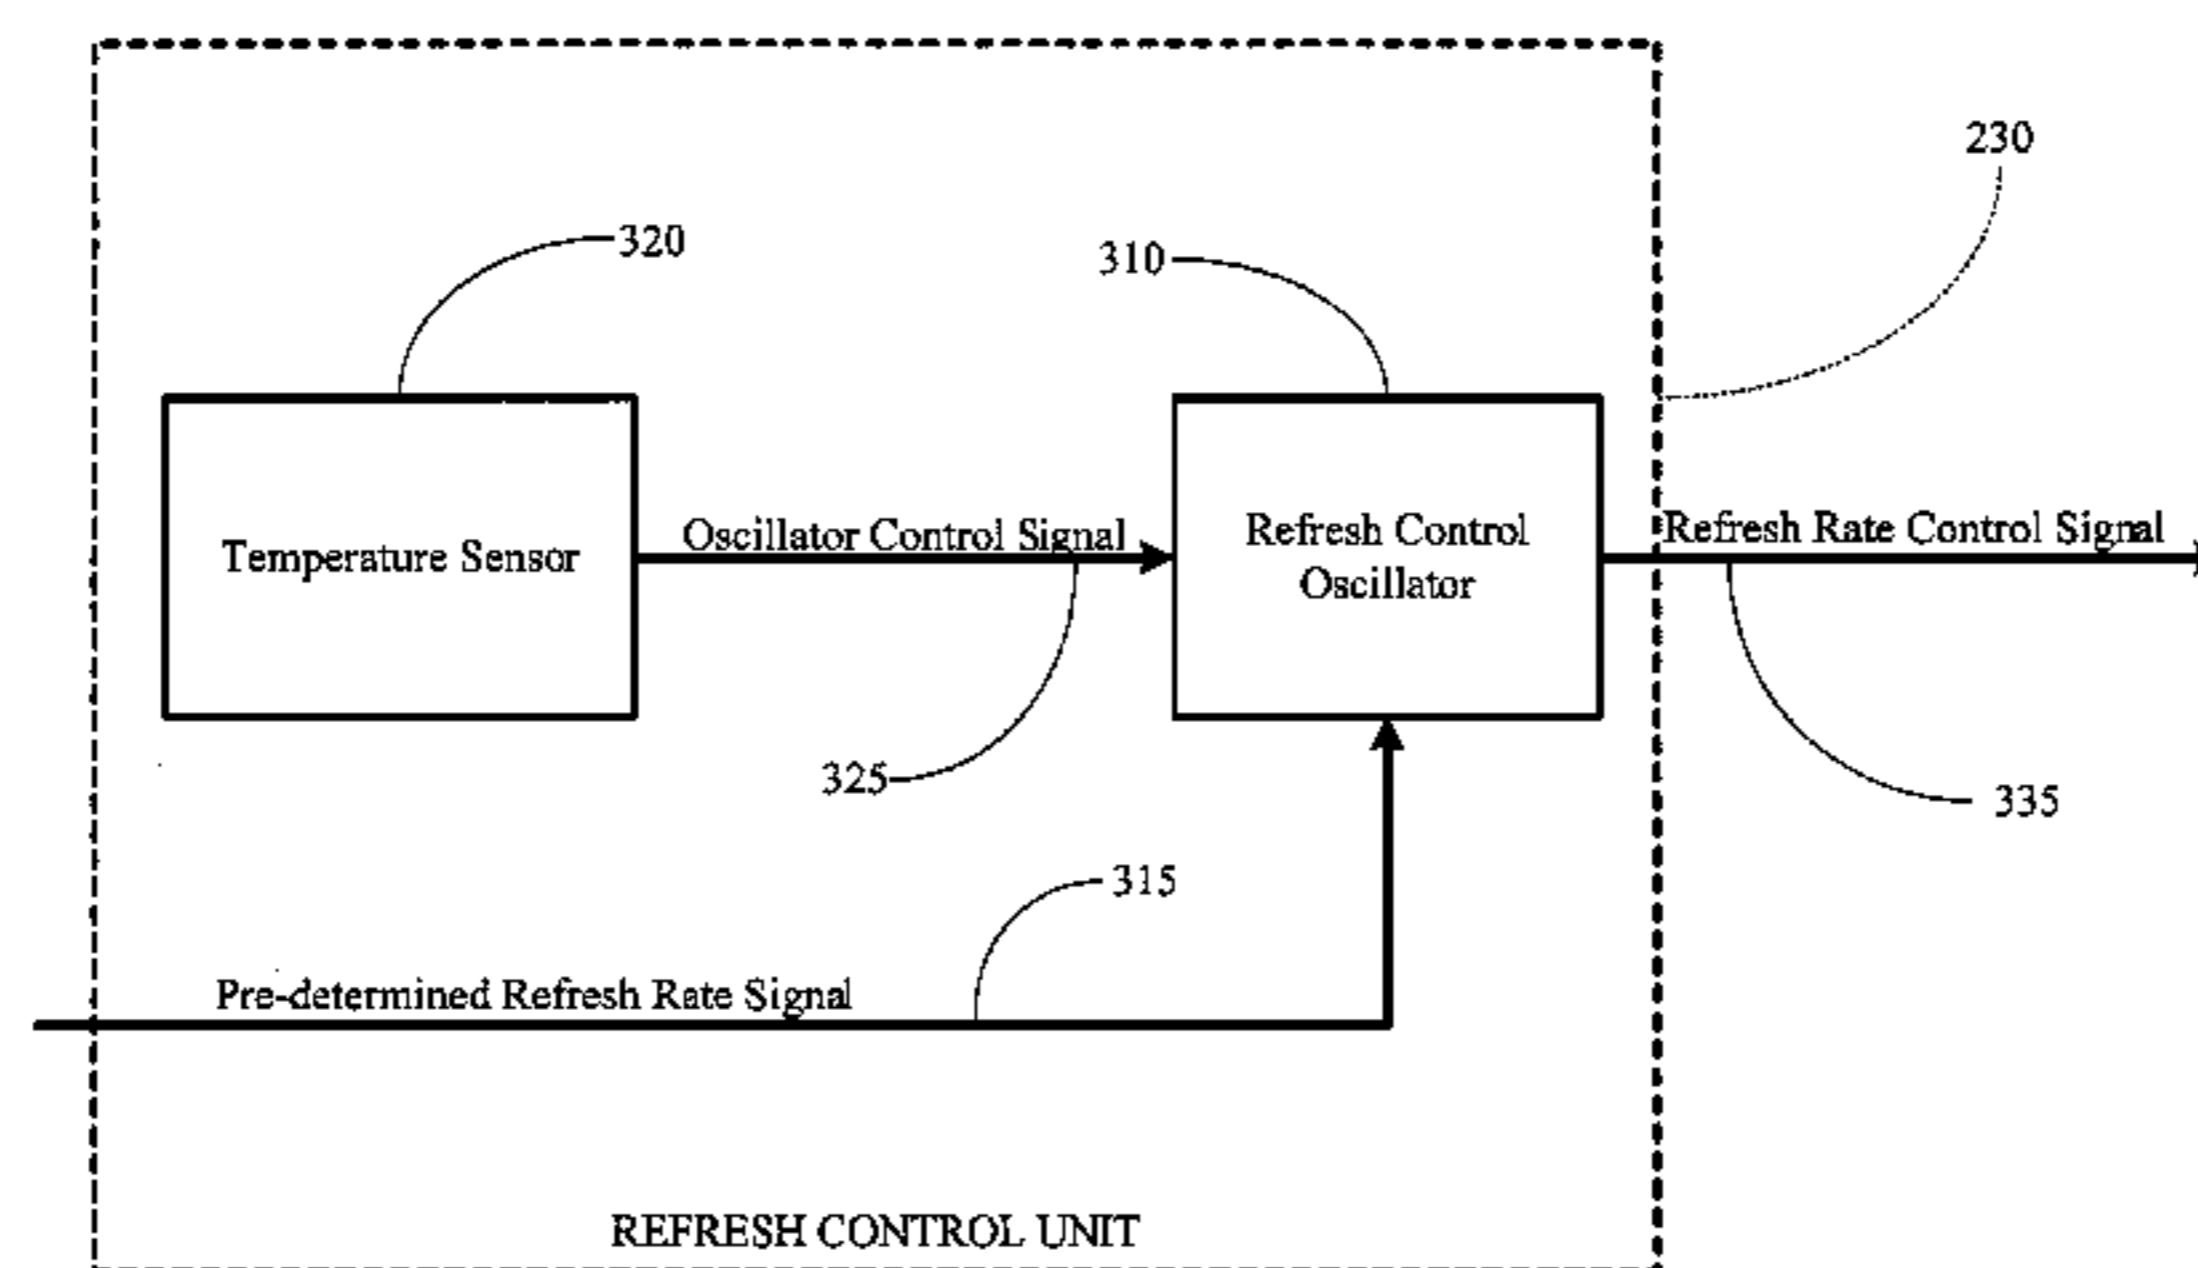 230
320
310
Temperature Sensor
Oscillator Control Signal
Refresh Control
Oscillator
Refresh Rate Control Signal
325
335
315
Pre-determined Refresh Rate Signal
REFRESH CONTROL UNIT